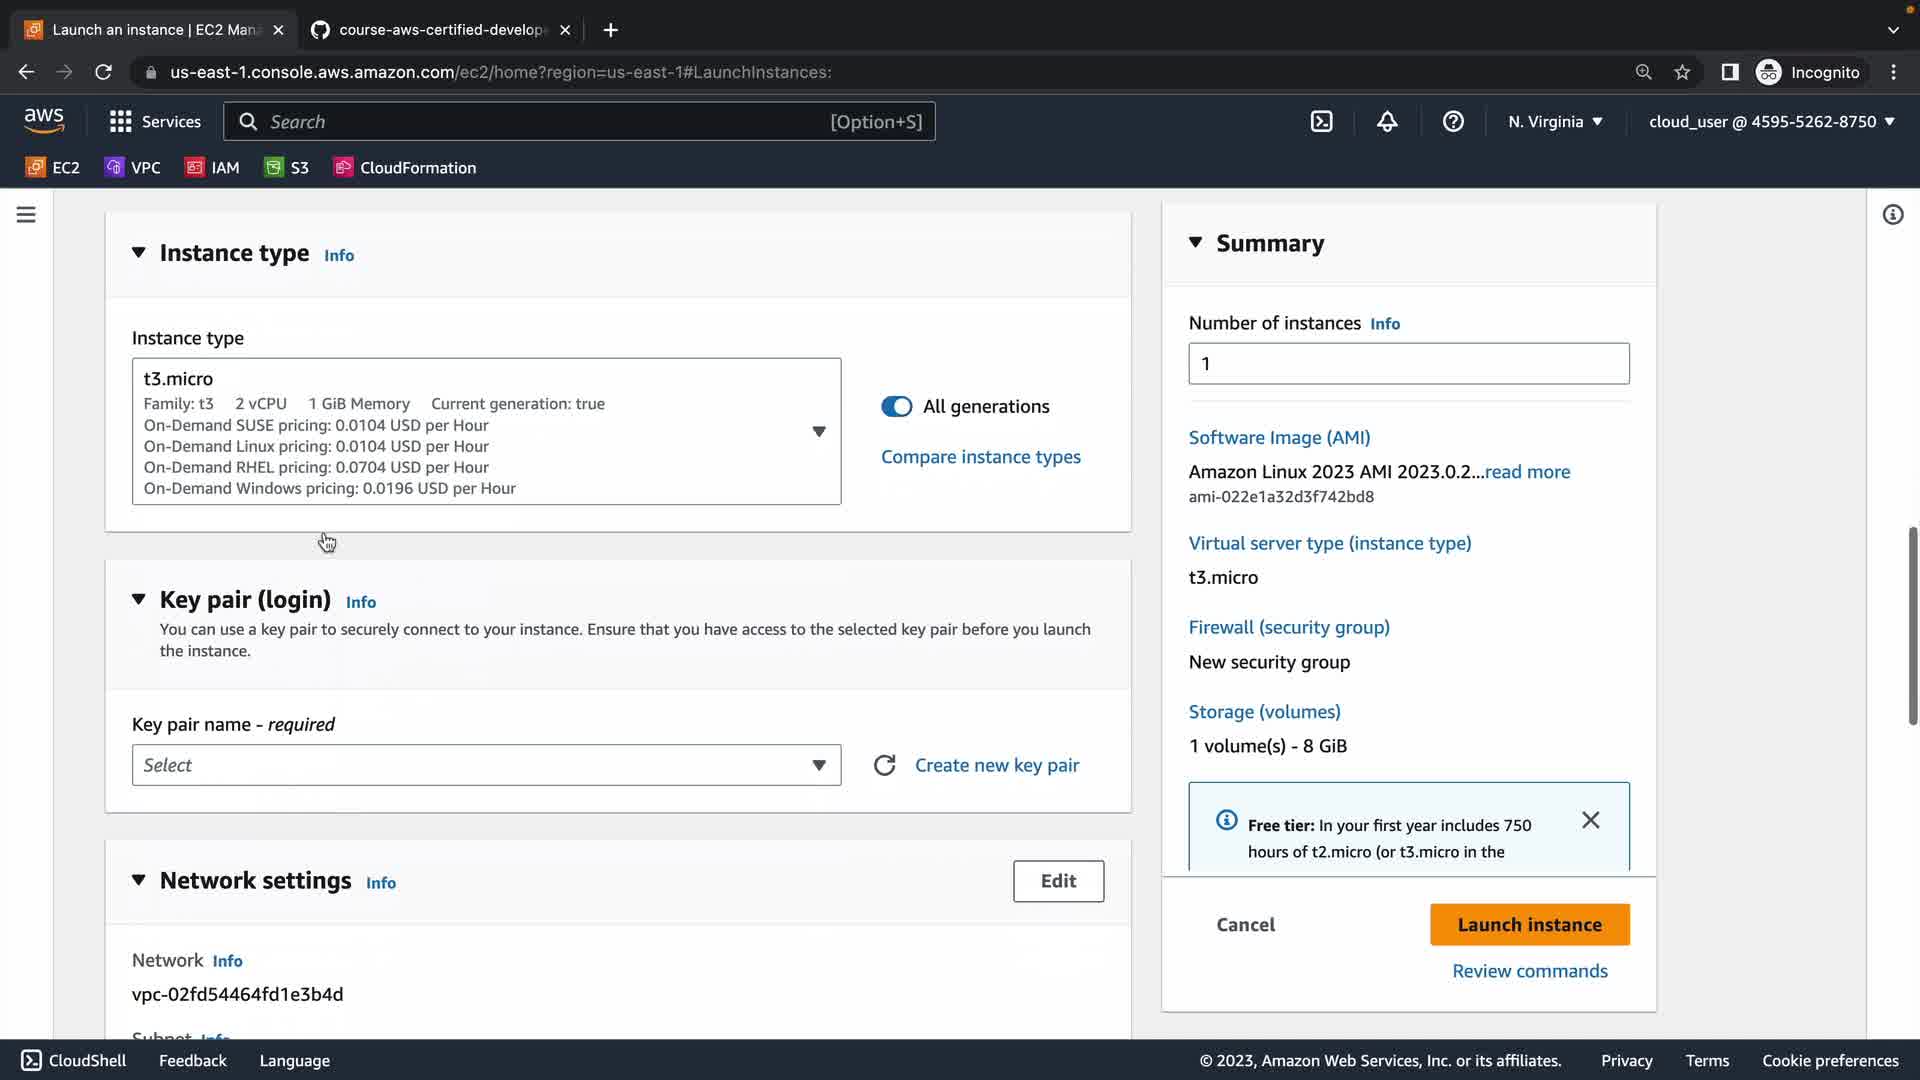 Launch an instance | EC2 Man
course-aws-certified-develop
us-east-1.console.aws.amazon.com/ec2/home?region=us-east-1#LaunchInstances:
Incognito
aws
Services
Search
[Option+S]
N. Virginia
cloud_user @ 4595-5262-8750
EC2
VPC
IAM
S3
CloudFormation
Instance type Info
Instance type
t3.micro
Family: t3 2 vCPU 1 GiB Memory Current generation: true
On-Demand SUSE pricing: 0.0104 USD per Hour
On-Demand Linux pricing: 0.0104 USD per Hour
On-Demand RHEL pricing: 0.0704 USD per Hour
On-Demand Windows pricing: 0.0196 USD per Hour
All generations
Compare instance types
Key pair (login) Info
You can use a key pair to securely connect to your instance. Ensure that you have access to the selected key pair before you launch
the instance.
Key pair name - required
Select
Create new key pair
Network settings Info
Edit
Network Info
vpc-02fd54464fd1e3b4d
Subnet Info
Summary
Number of instances Info
1
Software Image (AMI)
Amazon Linux 2023 AMI 2023.0.2...read more
ami-022e1a32d3f742bd8
Virtual server type (instance type)
t3.micro
Firewall (security group)
New security group
Storage (volumes)
1 volume(s) - 8 GiB
Free tier: In your first year includes 750
hours of t2.micro (or t3.micro in the
Cancel
Launch instance
Review commands
CloudShell
Feedback
Language
© 2023, Amazon Web Services, Inc. or its affiliates.
Privacy
Terms
Cookie preferences